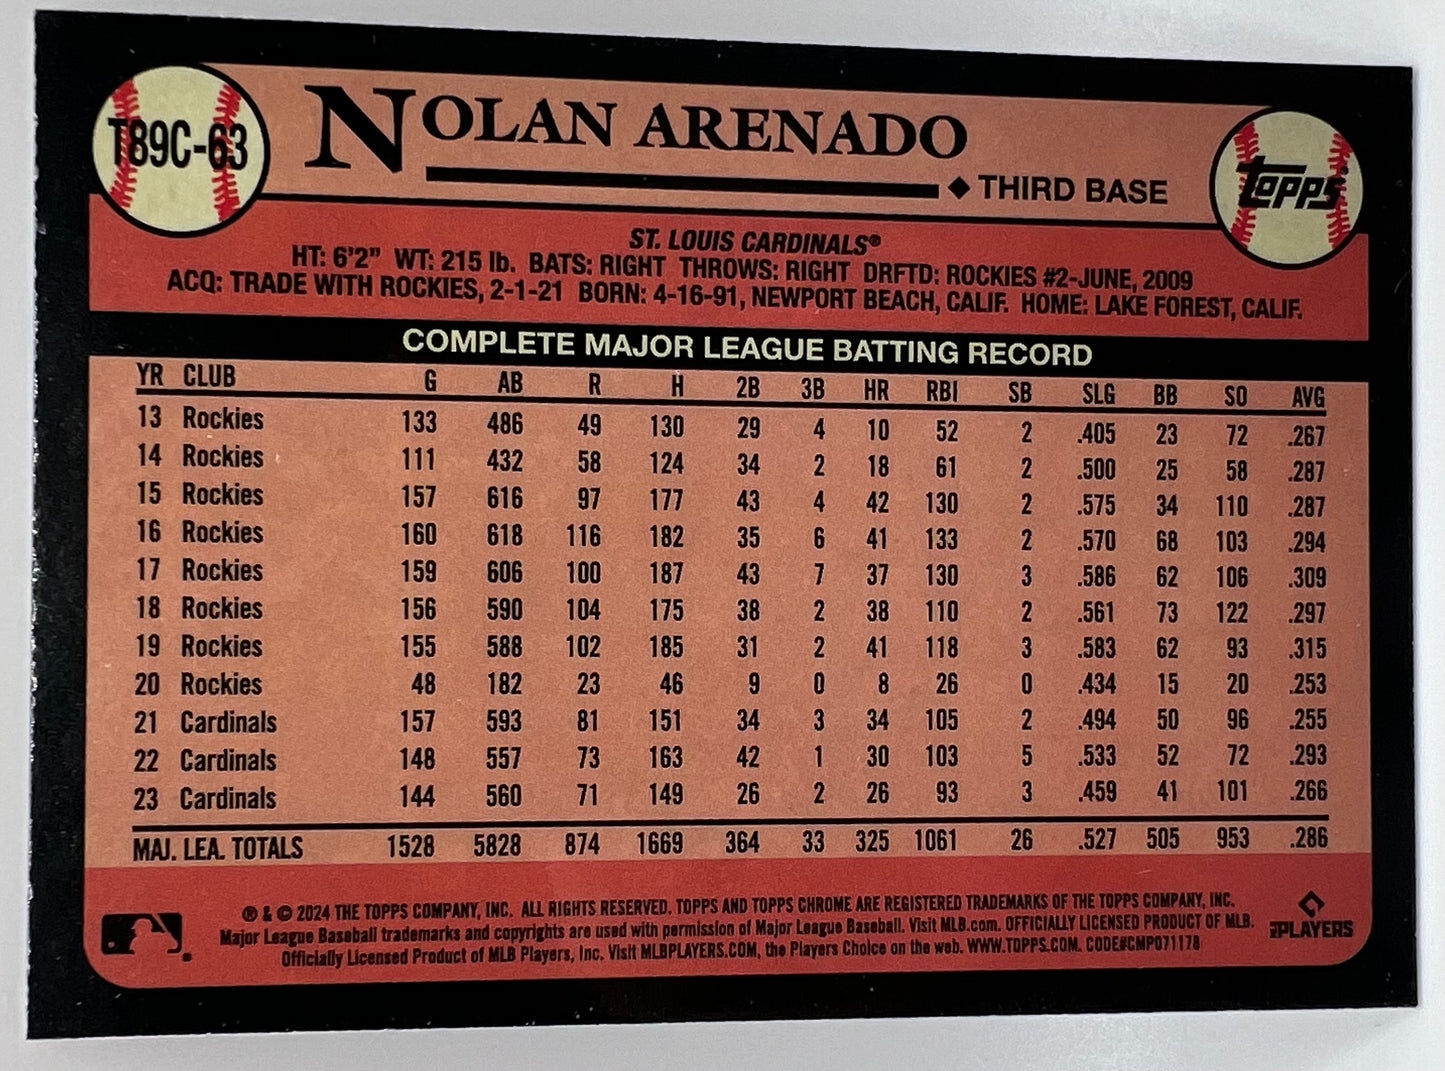 T89C-63
NOLAN ARENADO
THIRD BASE
topps
ST. LOUIS CARDINALS®
HT: 6'2" WT: 215 lb. BATS: RIGHT THROWS: RIGHT DRFTD: ROCKIES #2-JUNE, 2009
ACQ: TRADE WITH ROCKIES, 2-1-21 BORN: 4-16-91, NEWPORT BEACH, CALIF. HOME: LAKE FOREST, CALIF.
COMPLETE MAJOR LEAGUE BATTING RECORD
YR CLUB G AB R H 2B 3B HR RBI SB SLG BB SO AVG
13 Rockies 133 486 49 130 29 4 10 52 2 .405 23 72 .267
14 Rockies 111 432 58 124 34 2 18 61 2 .500 25 58 .287
15 Rockies 157 616 97 177 43 4 42 130 2 .575 34 110 .287
16 Rockies 160 618 116 182 35 6 41 133 2 .570 68 103 .294
17 Rockies 159 606 100 187 43 7 37 130 3 .586 62 106 .309
18 Rockies 156 590 104 175 38 2 38 110 2 .561 73 122 .297
19 Rockies 155 588 102 185 31 2 41 118 3 .583 62 93 .315
20 Rockies 48 182 23 46 9 0 8 26 0 .434 15 20 .253
21 Cardinals 157 593 81 151 34 3 34 105 2 .494 50 96 .255
22 Cardinals 148 557 73 163 42 1 30 103 5 .533 52 72 .293
23 Cardinals 144 560 71 149 26 2 26 93 3 .459 41 101 .266
MAJ. LEA. TOTALS 1528 5828 874 1669 364 33 325 1061 26 .527 505 953 .286
® & © 2024 THE TOPPS COMPANY, INC. ALL RIGHTS RESERVED. TOPPS AND TOPPS CHROME ARE REGISTERED TRADEMARKS OF THE TOPPS COMPANY, INC.
Major League Baseball trademarks and copyrights are used with permission of Major League Baseball. Visit MLB.com. OFFICIALLY LICENSED PRODUCT OF MLB.
Officially Licensed Product of MLB Players, Inc. Visit MLBPLAYERS.COM, the Players Choice on the web. WWW.TOPPS.COM. CODE#CMP071178
PLAYERS